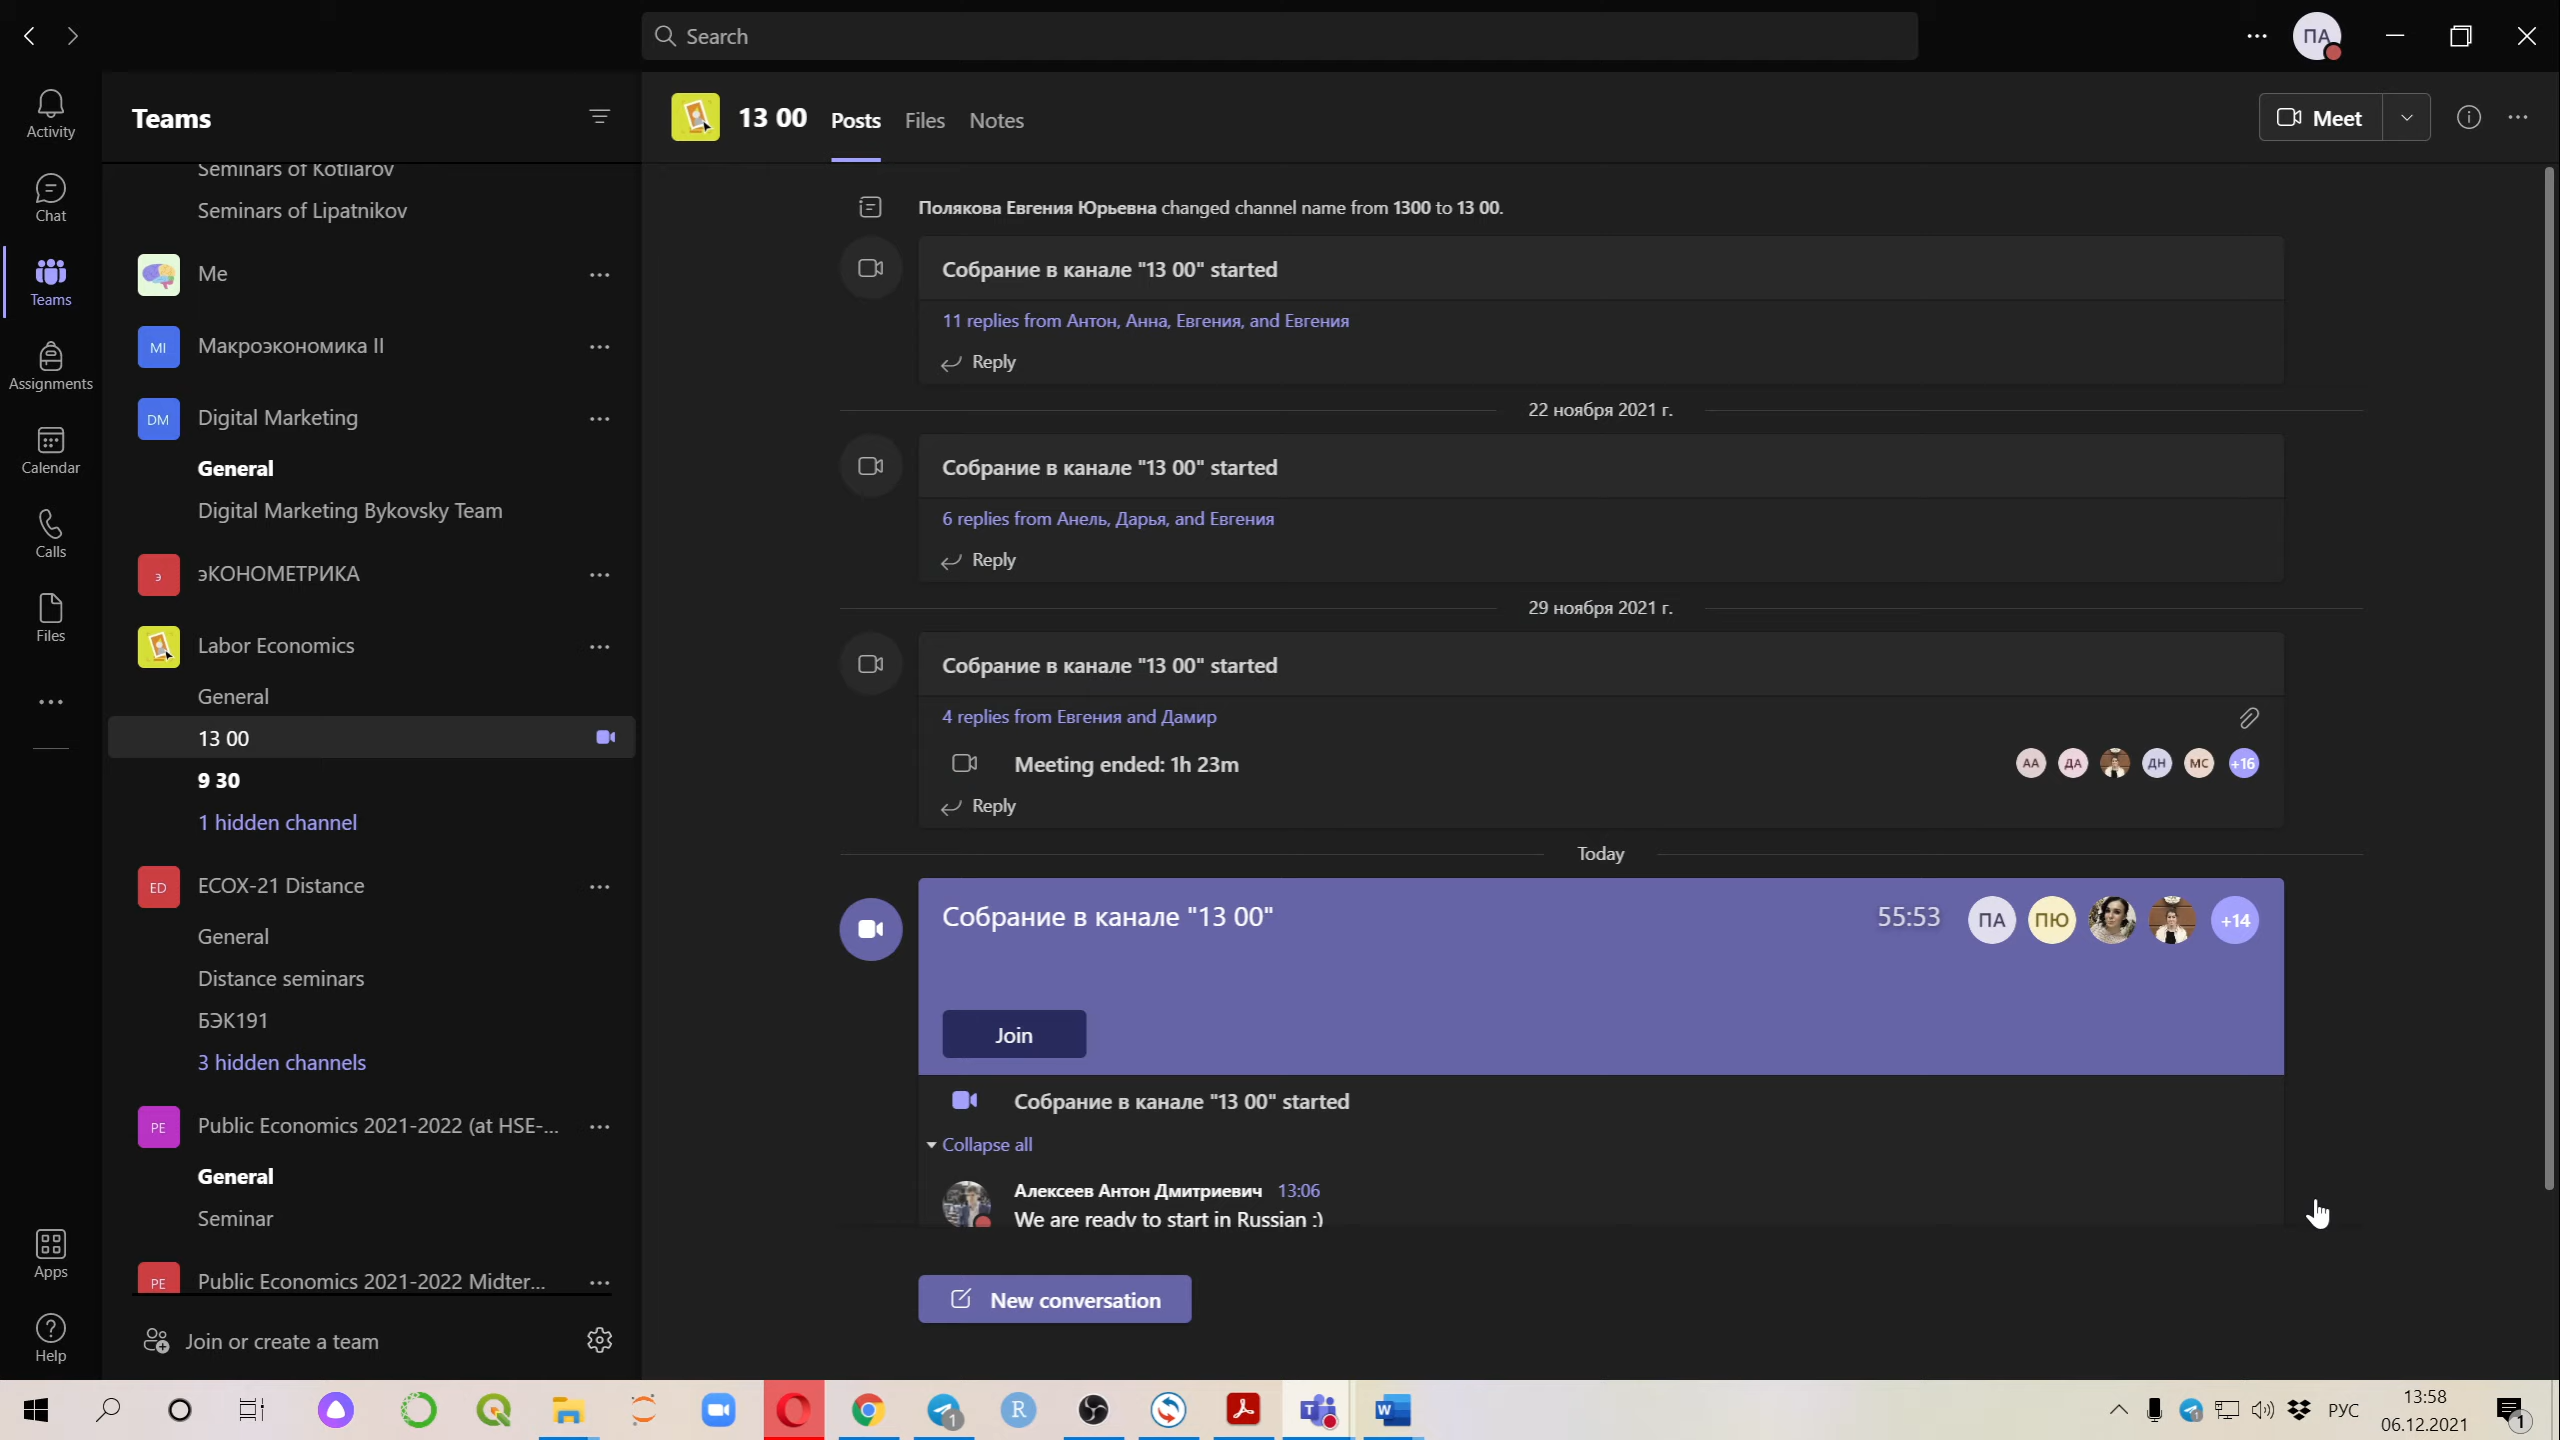 Search
ПА
Activity
Chat
Teams
Assignments
Calendar
Calls
Files
Apps
Help
Teams
Seminars of Kotliarov
Seminars of Lipatnikov
Me
MI
Макроэкономика II
DM
Digital Marketing
General
Digital Marketing Bykovsky Team
э
эКОНОМЕТРИКА
Labor Economics
General
13 00
9 30
1 hidden channel
ED
ECOX-21 Distance
General
Distance seminars
БЭК191
3 hidden channels
PE
Public Economics 2021-2022 (at HSE-...
General
Seminar
PE
Public Economics 2021-2022 Midter...
Join or create a team
13 00
Posts
Files
Notes
Meet
Полякова Евгения Юрьевна changed channel name from 1300 to 13 00.
Собрание в канале "13 00" started
11 replies from Антон, Анна, Евгения, and Евгения
Reply
22 ноября 2021 г.
Собрание в канале "13 00" started
6 replies from Анель, Дарья, and Евгения
Reply
29 ноября 2021 г.
Собрание в канале "13 00" started
4 replies from Евгения and Дамир
Meeting ended: 1h 23m
АА ДА ДН МС +16
Reply
Today
Собрание в канале "13 00"
55:53
ПА ПЮ +14
Join
Собрание в канале "13 00" started
Collapse all
Алексеев Антон Дмитриевич 13:06
We are ready to start in Russian :)
New conversation
1
R
W
РУС
13:58
06.12.2021
1